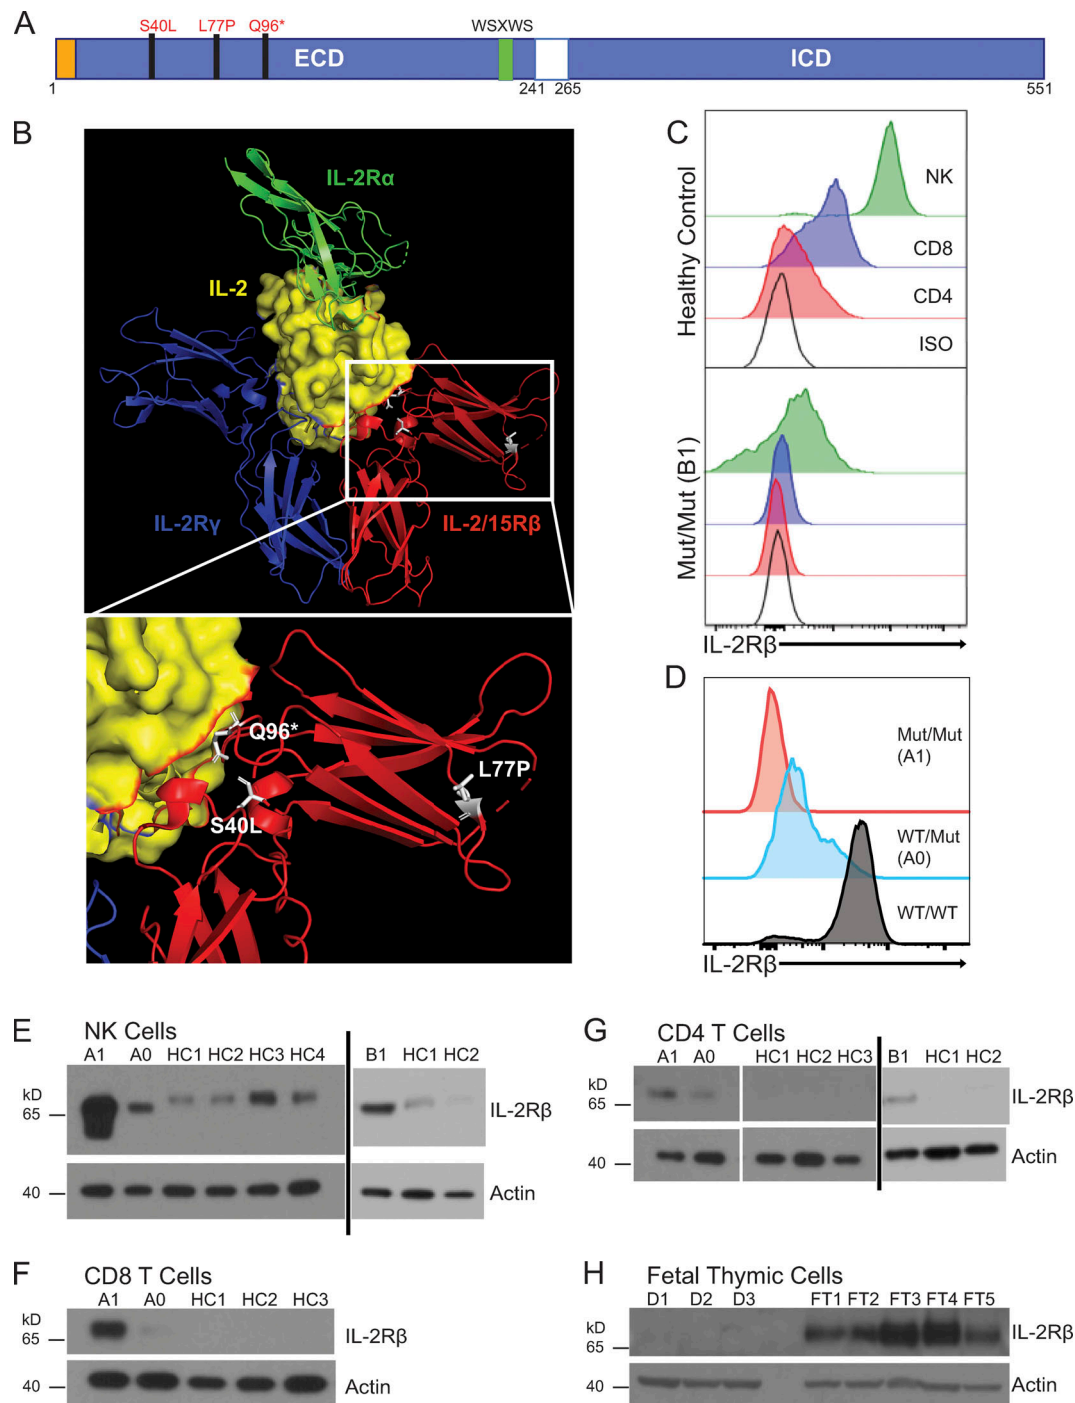 A
S40L L77P Q96* WSXWS
ECD ICD
1 241 265 551
B
IL-2Rα
IL-2
IL-2Rγ
IL-2/15Rβ
Q96*
L77P
S40L
C
Healthy Control
NK
CD8
CD4
ISO
Mut/Mut (B1)
IL-2Rβ
D
Mut/Mut
(A1)
WT/Mut
(A0)
WT/WT
IL-2Rβ
E NK Cells
A1 A0 HC1 HC2 HC3 HC4 B1 HC1 HC2
kD
65
IL-2Rβ
40
Actin
F CD8 T Cells
A1 A0 HC1 HC2 HC3
kD
65
IL-2Rβ
40
Actin
G CD4 T Cells
A1 A0 HC1 HC2 HC3 B1 HC1 HC2
kD
65
IL-2Rβ
40
Actin
H Fetal Thymic Cells
D1 D2 D3 FT1 FT2 FT3 FT4 FT5
kD
65
IL-2Rβ
40
Actin